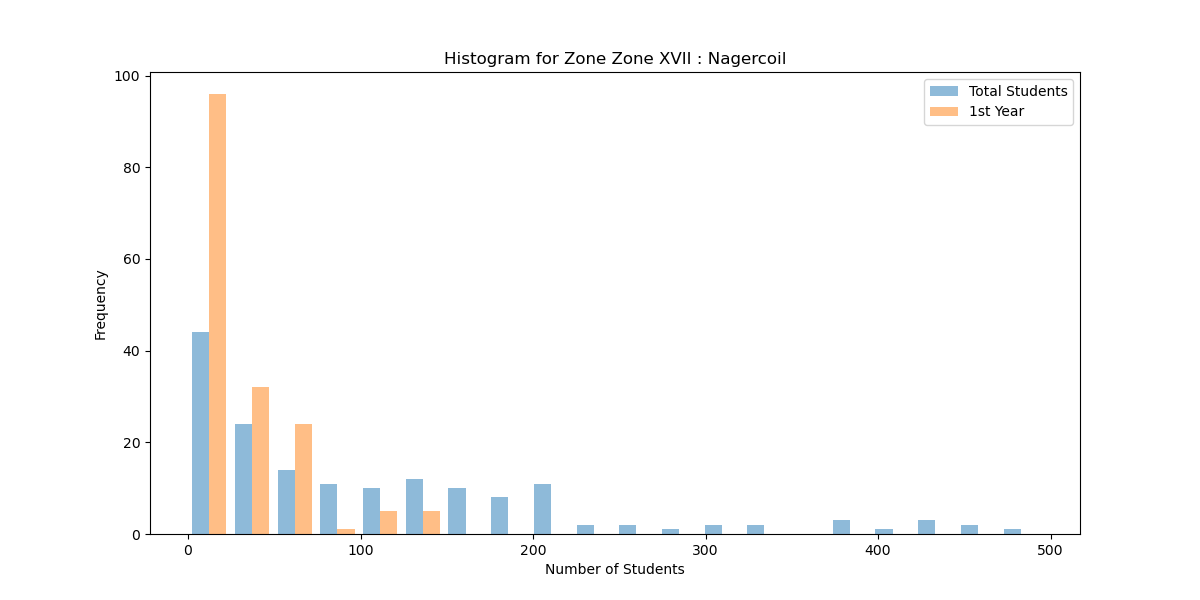 Histogram for Zone Zone XVII : Nagercoil
Total Students
1st Year
Frequency
100
80
60
40
20
0
0 100 200 300 400 500
Number of Students